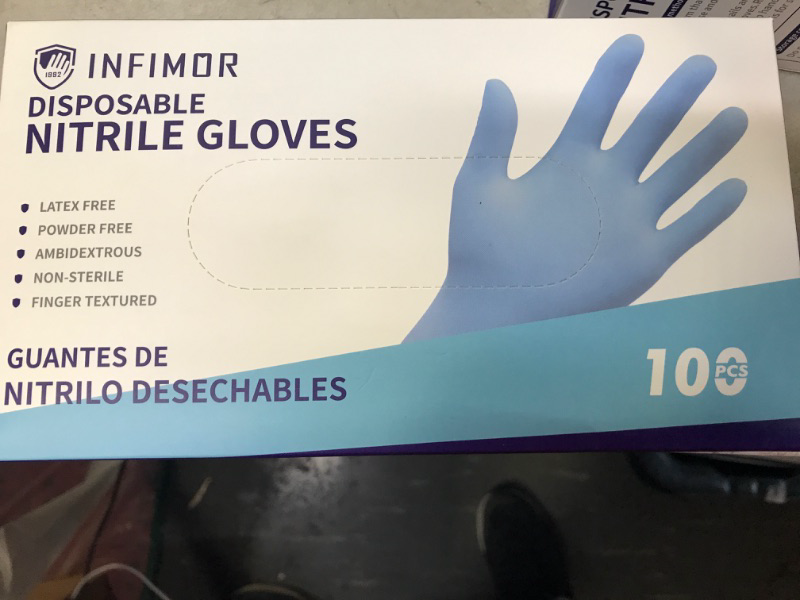 1882
INFIMOR
DISPOSABLE
NITRILE GLOVES
LATEX FREE
POWDER FREE
AMBIDEXTROUS
NON-STERILE
FINGER TEXTURED
GUANTES DE
NITRILO DESECHABLES
100
PCS